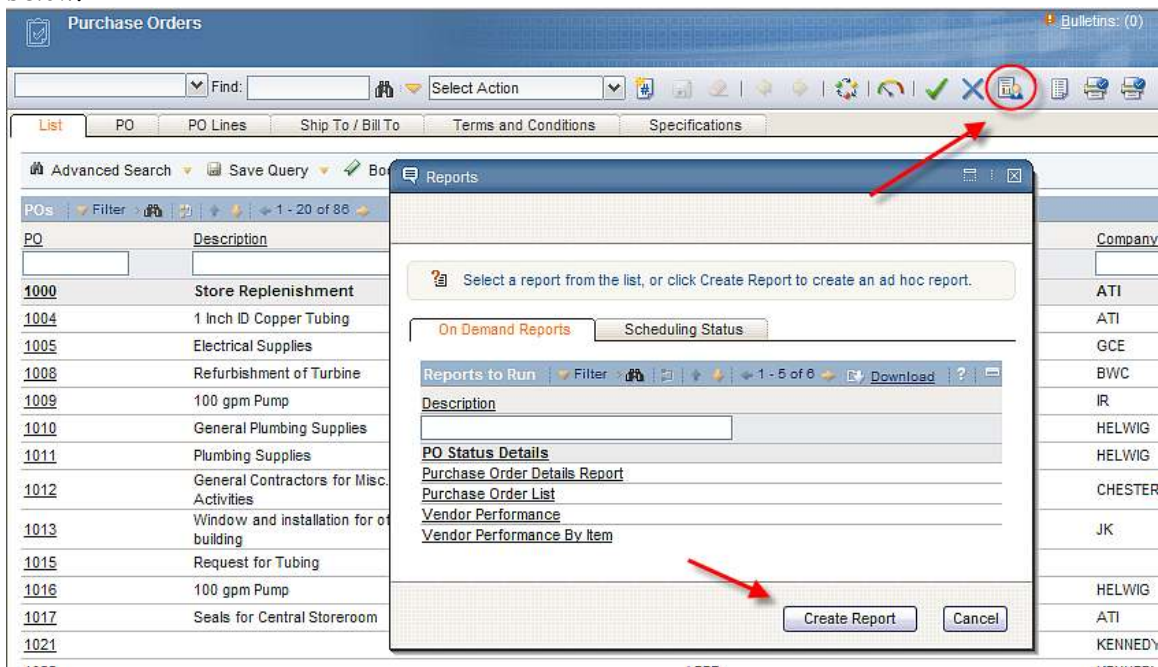 Purchase Orders
Bulletins: (0)
Find:
Select Action
List PO PO Lines Ship To / Bill To Terms and Conditions Specifications
Advanced Search Save Query
Reports
POs Filter 1 - 20 of 86
PO Description Company
Select a report from the list, or click Create Report to create an ad hoc report.
On Demand Reports Scheduling Status
Reports to Run Filter 1 - 5 of 6 Download ?
Description
PO Status Details
Purchase Order Details Report
Purchase Order List
Vendor Performance
Vendor Performance By Item
Create Report Cancel
1000 Store Replenishment ATI
1004 1 Inch ID Copper Tubing ATI
1005 Electrical Supplies GCE
1008 Refurbishment of Turbine BWC
1009 100 gpm Pump IR
1010 General Plumbing Supplies HELWIG
1011 Plumbing Supplies HELWIG
1012 General Contractors for Misc. CHESTER
Activities
1013 Window and installation for of JK
building
1015 Request for Tubing
1016 100 gpm Pump HELWIG
1017 Seals for Central Storeroom ATI
1021 KENNEDY